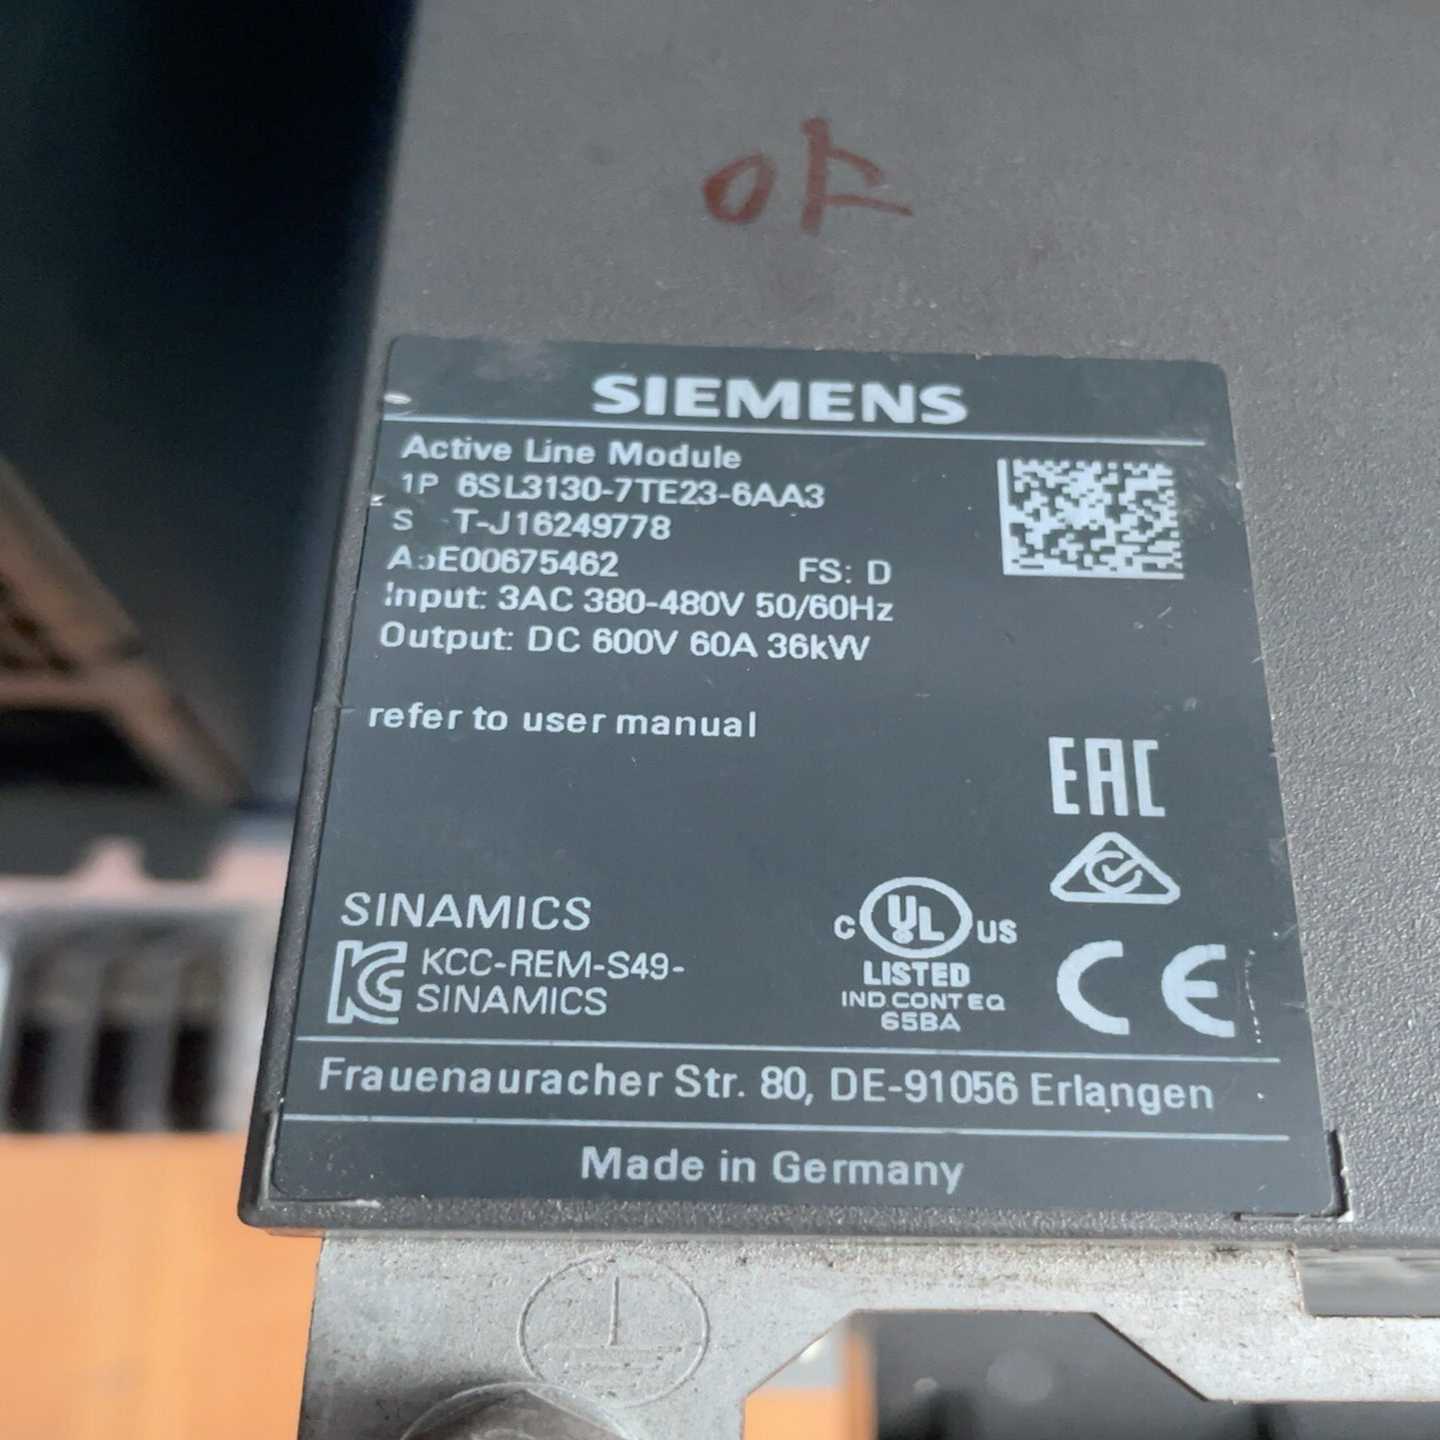 SIEMENS
Active Line Module
1P 6SL3130-7TE23-6AA3
S T-J16249778
A5E00675462 FS: D
Input: 3AC 380-480V 50/60Hz
Output: DC 600V 60A 36kW
refer to user manual
EAC
SINAMICS
KCC-REM-S49-
SINAMICS
C UL US
LISTED
IND CONT EQ
65BA
CE
Frauenauracher Str. 80, DE-91056 Erlangen
Made in Germany